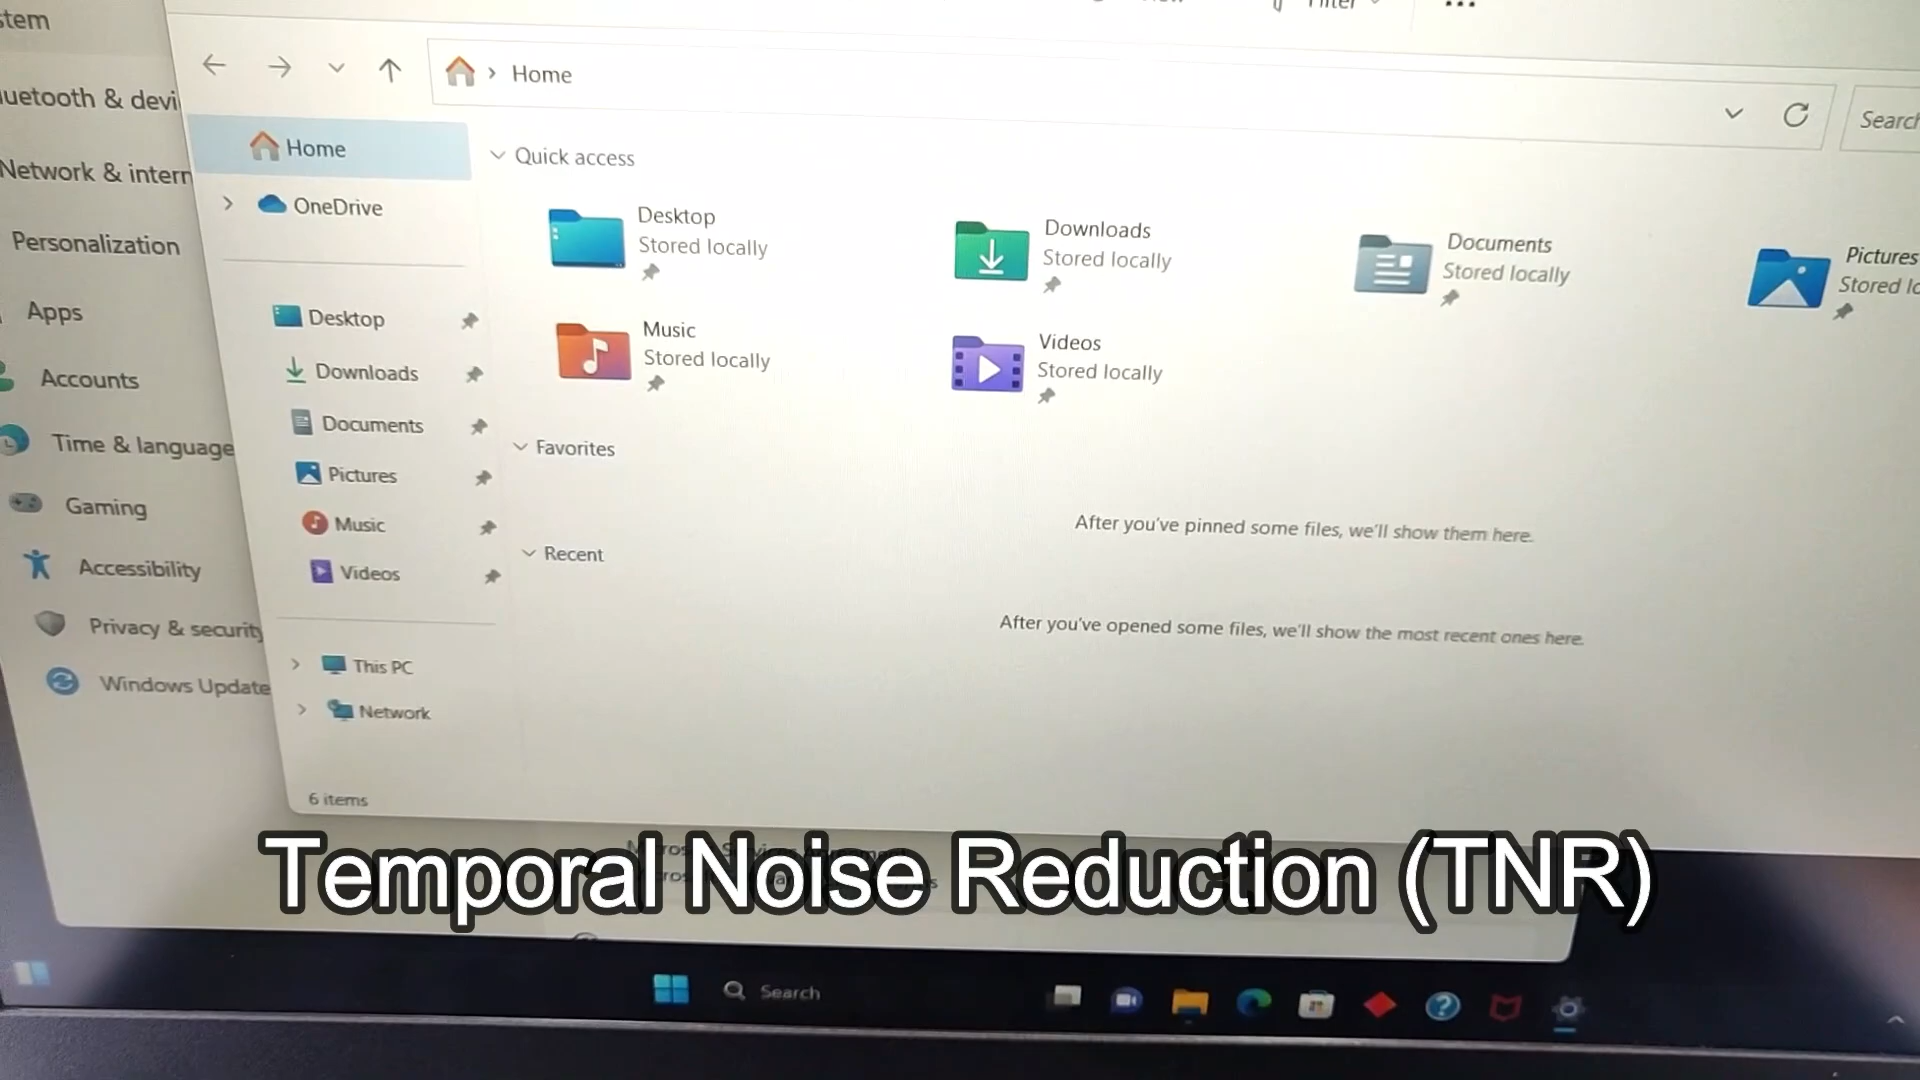 Home
Search
Bluetooth & devi
Network & intern
Personalization
Apps
Accounts
Time & language
Gaming
Accessibility
Privacy & security
Windows Update
Home
OneDrive
Desktop
Downloads
Documents
Pictures
Music
Videos
This PC
Network
6 items
Quick access
Desktop
Stored locally
Downloads
Stored locally
Documents
Stored locally
Pictures
Stored lo
Music
Stored locally
Videos
Stored locally
Favorites
After you've pinned some files, we'll show them here.
Recent
After you've opened some files, we'll show the most recent ones here.
Temporal Noise Reduction (TNR)
Search